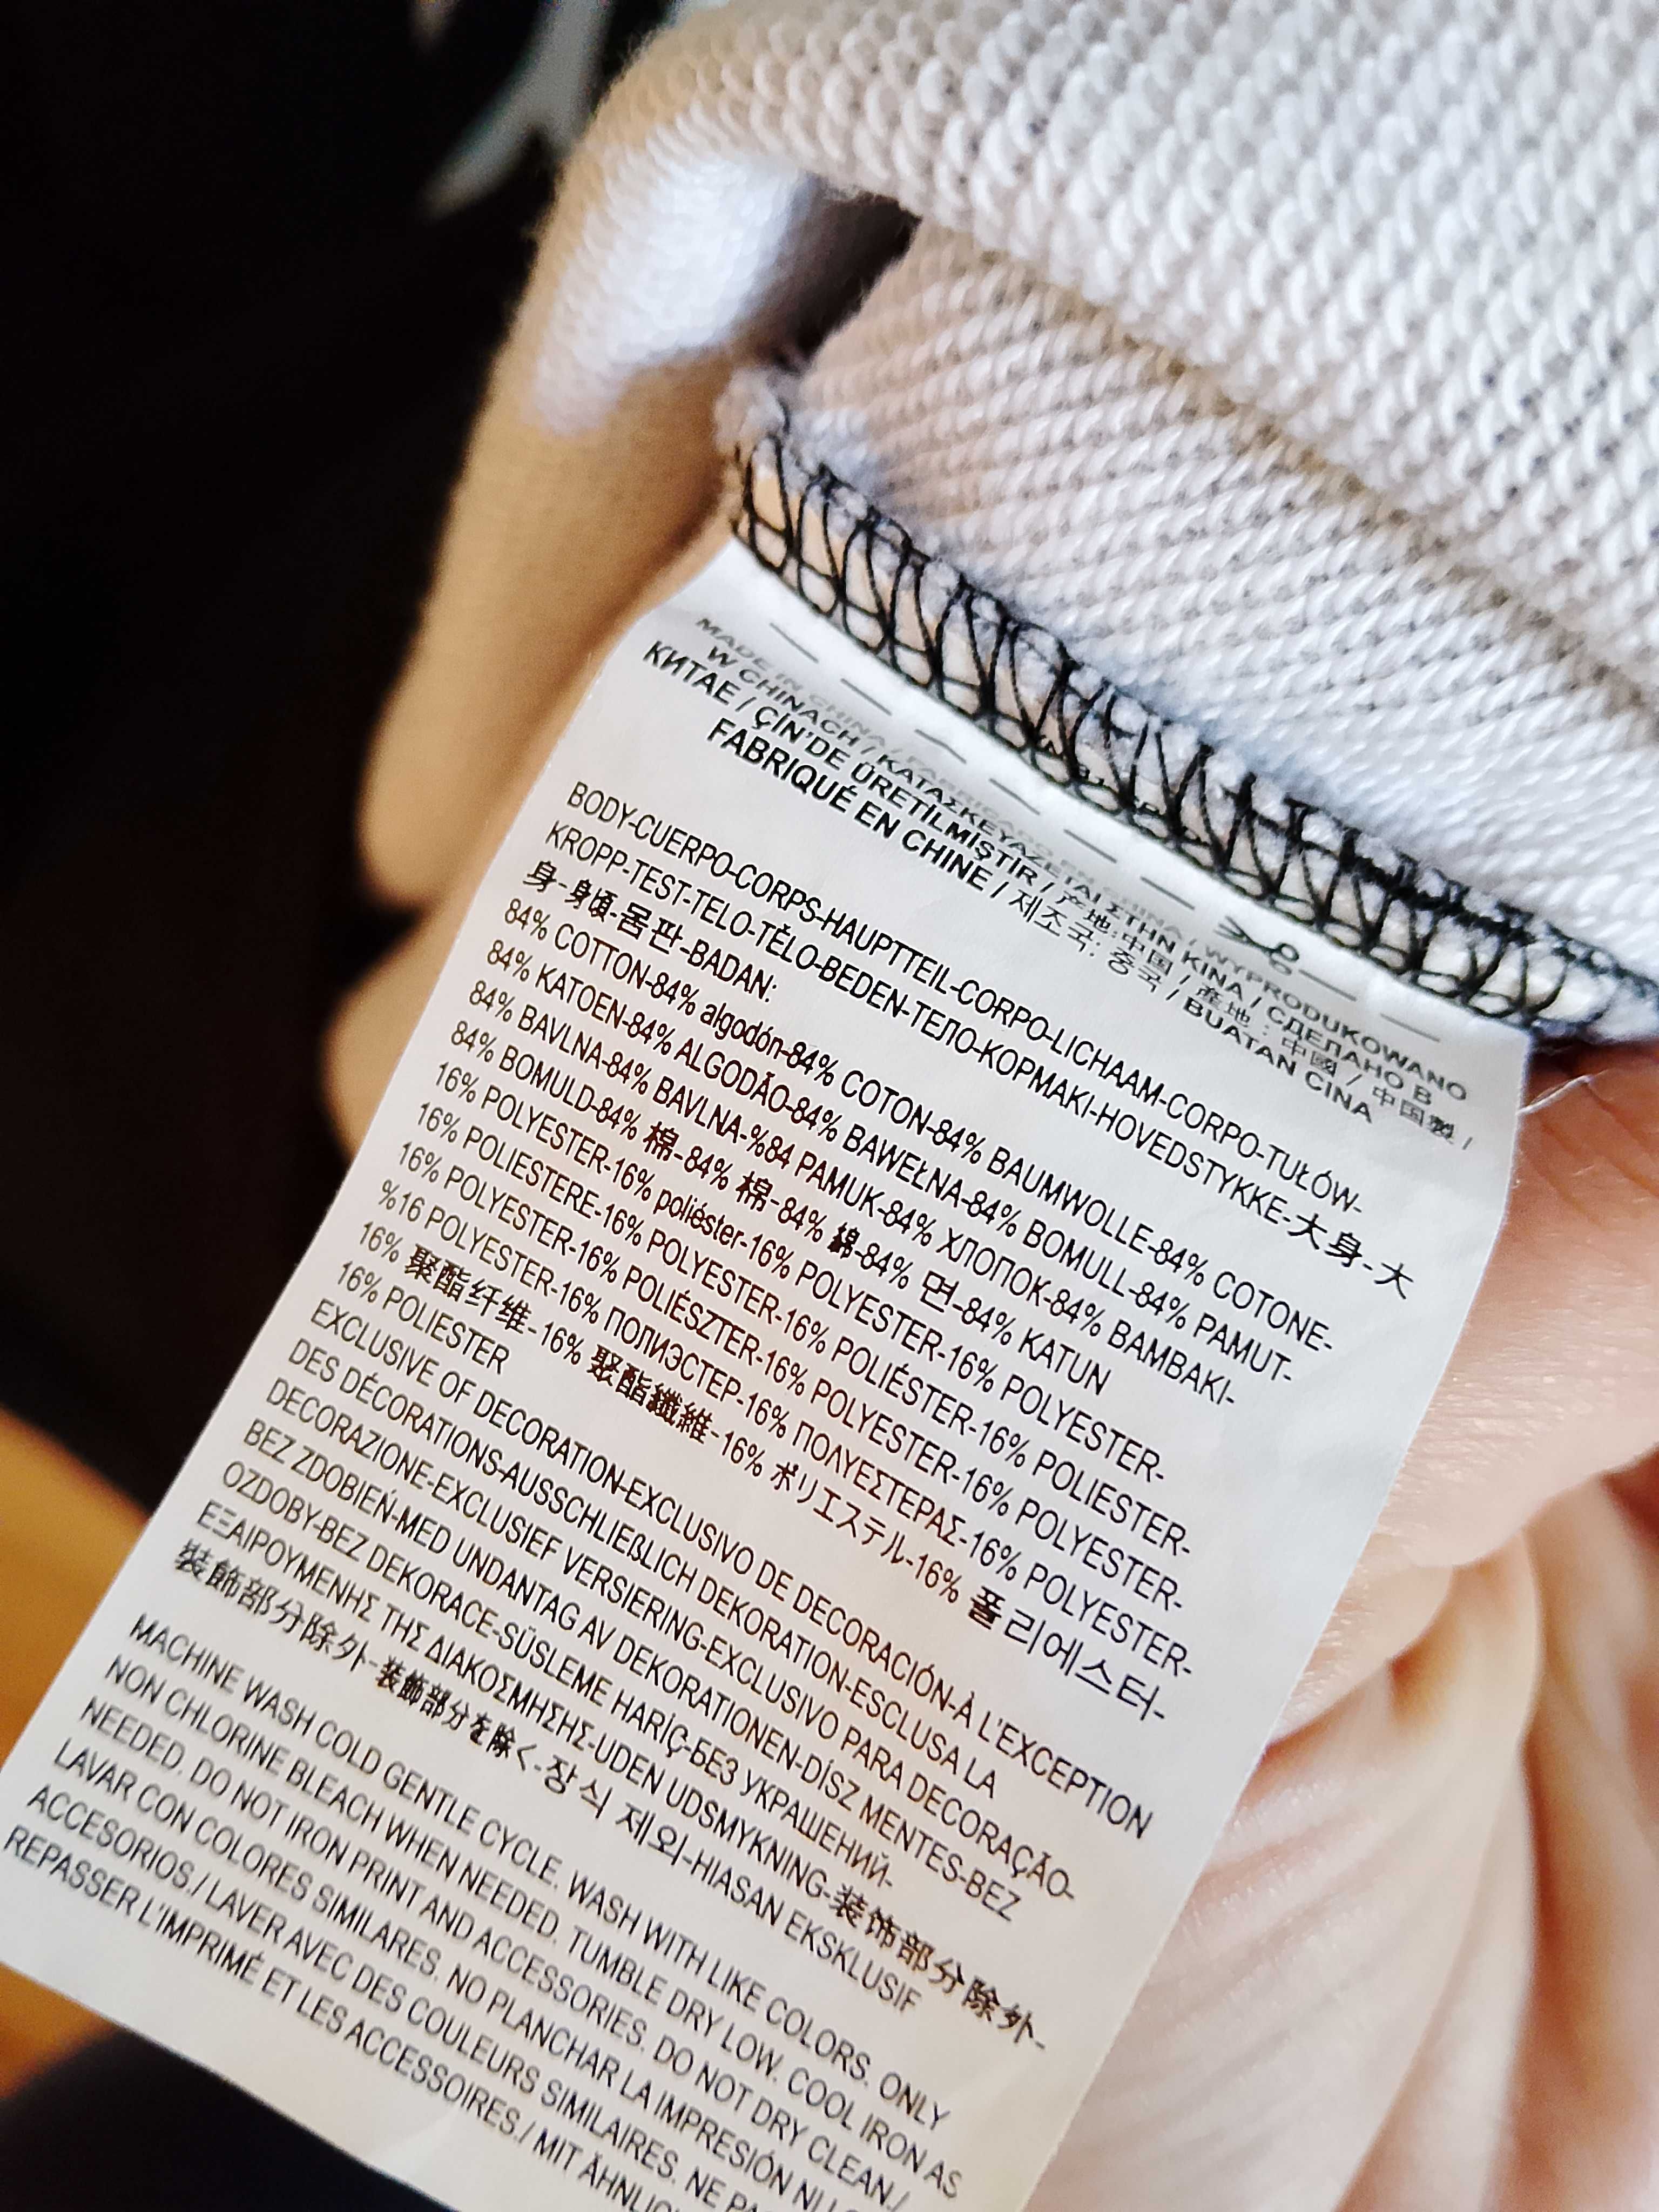 MADE IN CHINA / FABRICADO EN CHINA / WYPRODUKOWANO
W CHINACH / ΚΑΤΑΣΚΕΥΑΖΕΤΑΙ ΣΤΗΝ ΚΙΝΑ / СДЕЛАНО В
КИТАЕ / ÇİN'DE ÜRETİLMİŞTİR / 产地:中国 / 產地:中國 / 中国製 /
FABRIQUÉ EN CHINE / 제조국: 중국 / BUATAN CINA
BODY-CUERPO-CORPS-HAUPTTEIL-CORPO-LICHAAM-CORPO-TUŁÓW-
KROPP-TEST-TELO-TĚLO-BEDEN-ТЕЛО-ΚΟΡΜΑΚΙ-HOVEDSTYKKE-大身-大
身-身頃-몸판-BADAN:
84% COTTON-84% algodón-84% COTON-84% BAUMWOLLE-84% COTONE-
84% KATOEN-84% ALGODÃO-84% BAWEŁNA-84% BOMULL-84% PAMUT-
84% BAVLNA-84% BAVLNA-%84 PAMUK-84% ХЛОПОК-84% ΒΑΜΒΑΚΙ-
84% BOMULD-84% 棉-84% 棉-84% 綿-84% 면-84% KATUN
16% POLYESTER-16% poliéster-16% POLYESTER-16% POLYESTER-
16% POLIESTERE-16% POLYESTER-16% POLIÉSTER-16% POLIESTER-
16% POLYESTER-16% POLIÉSZTER-16% POLYESTER-16% POLYESTER-
%16 POLYESTER-16% ПОЛИЭСТЕР-16% ΠΟΛΥΕΣΤΕΡΑΣ-16% POLYESTER-
16% 聚酯纤维-16% 聚酯纖維-16% ポリエステル-16% 폴리에스터-
16% POLIESTER
EXCLUSIVE OF DECORATION-EXCLUSIVO DE DECORACIÓN-À L'EXCEPTION
DES DÉCORATIONS-AUSSCHLIEßLICH DEKORATION-ESCLUSA LA
DECORAZIONE-EXCLUSIEF VERSIERING-EXCLUSIVO PARA DECORAÇÃO-
BEZ ZDOBIEŃ-MED UNDANTAG AV DEKORATIONEN-DÍSZ MENTES-BEZ
OZDOBY-BEZ DEKORACE-SÜSLEME HARİÇ-БЕЗ УКРАШЕНИЙ-
ΕΞΑΙΡΟΥΜΕΝΗΣ ΤΗΣ ΔΙΑΚΟΣΜΗΣΗΣ-UDEN UDSMYKNING-装饰部分除外-
裝飾部分除外-装飾部分を除く-장식 제외-HIASAN EKSKLUSIF
MACHINE WASH COLD GENTLE CYCLE. WASH WITH LIKE COLORS. ONLY
NON CHLORINE BLEACH WHEN NEEDED. TUMBLE DRY LOW. COOL IRON AS
NEEDED. DO NOT IRON PRINT AND ACCESSORIES. DO NOT DRY CLEAN./
LAVAR CON COLORES SIMILARES. NO PLANCHAR LA IMPRESIÓN NI LOS
ACCESORIOS./ LAVER AVEC DES COULEURS SIMILAIRES. NE PAS
REPASSER L'IMPRIMÉ ET LES ACCESSOIRES./ MIT ÄHNLICHEN